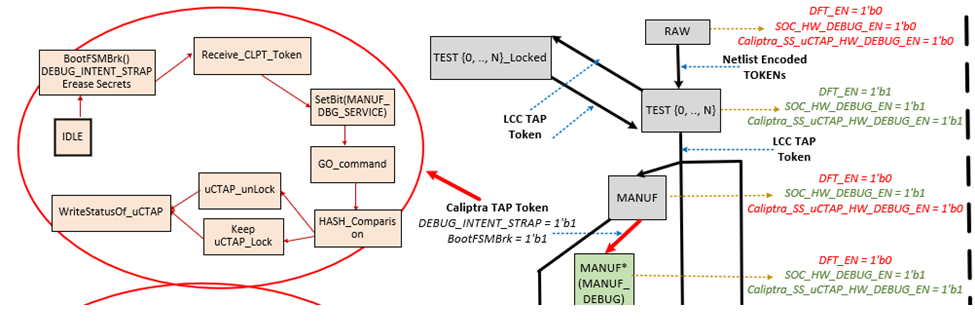 BootFSMBrk()
DEBUG_INTENT_STRAP
Erease Secrets
IDLE
Receive_CLPT_Token
SetBit(MANUF_
DBG_SERVICE)
GO_command
HASH_Comparis
on
uCTAP_unLock
Keep
uCTAP_Lock
WriteStatusOf_uCTAP
Caliptra TAP Token
DEBUG_INTENT_STRAP = 1'b1
BootFSMBrk = 1'b1
RAW
DFT_EN = 1'b0
SOC_HW_DEBUG_EN = 1'b0
Caliptra_SS_uCTAP_HW_DEBUG_EN = 1'b0
Netlist Encoded
TOKENs
TEST {0, .., N}_Locked
LCC TAP
Token
TEST {0, .., N}
DFT_EN = 1'b1
SOC_HW_DEBUG_EN = 1'b1
Caliptra_SS_uCTAP_HW_DEBUG_EN = 1'b1
LCC TAP
Token
MANUF
DFT_EN = 1'b0
SOC_HW_DEBUG_EN = 1'b1
Caliptra_SS_uCTAP_HW_DEBUG_EN = 1'b0
MANUF*
(MANUF_
DEBUG)
DFT_EN = 1'b0
SOC_HW_DEBUG_EN = 1'b1
Caliptra_SS_uCTAP_HW_DEBUG_EN = 1'b1